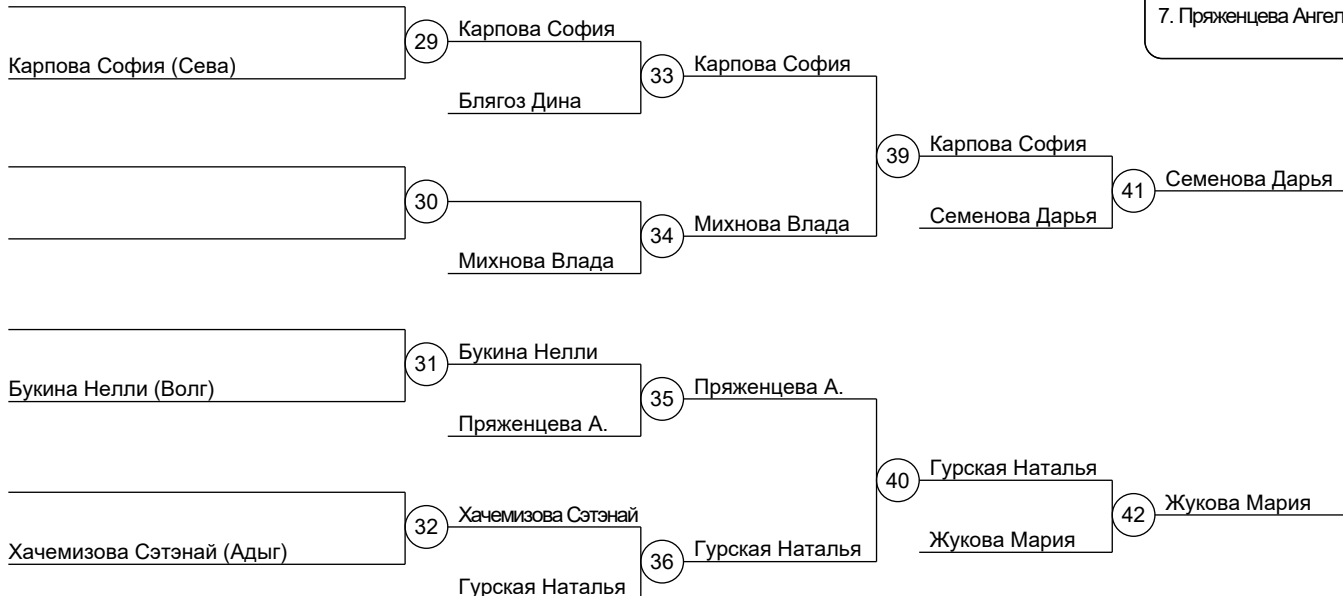 7. Пряженцева Ангел
29 Карпова София
Карпова София (Сева)
33 Карпова София
Блягоз Дина
39 Карпова София
41 Семенова Дарья
30
Семенова Дарья
34 Михнова Влада
Михнова Влада
31 Букина Нелли
Букина Нелли (Волг)
35 Пряженцева А.
Пряженцева А.
40 Гурская Наталья
42 Жукова Мария
32 Хачемизова Сэтэнай
Жукова Мария
Хачемизова Сэтэнай (Адыг)
36 Гурская Наталья
Гурская Наталья